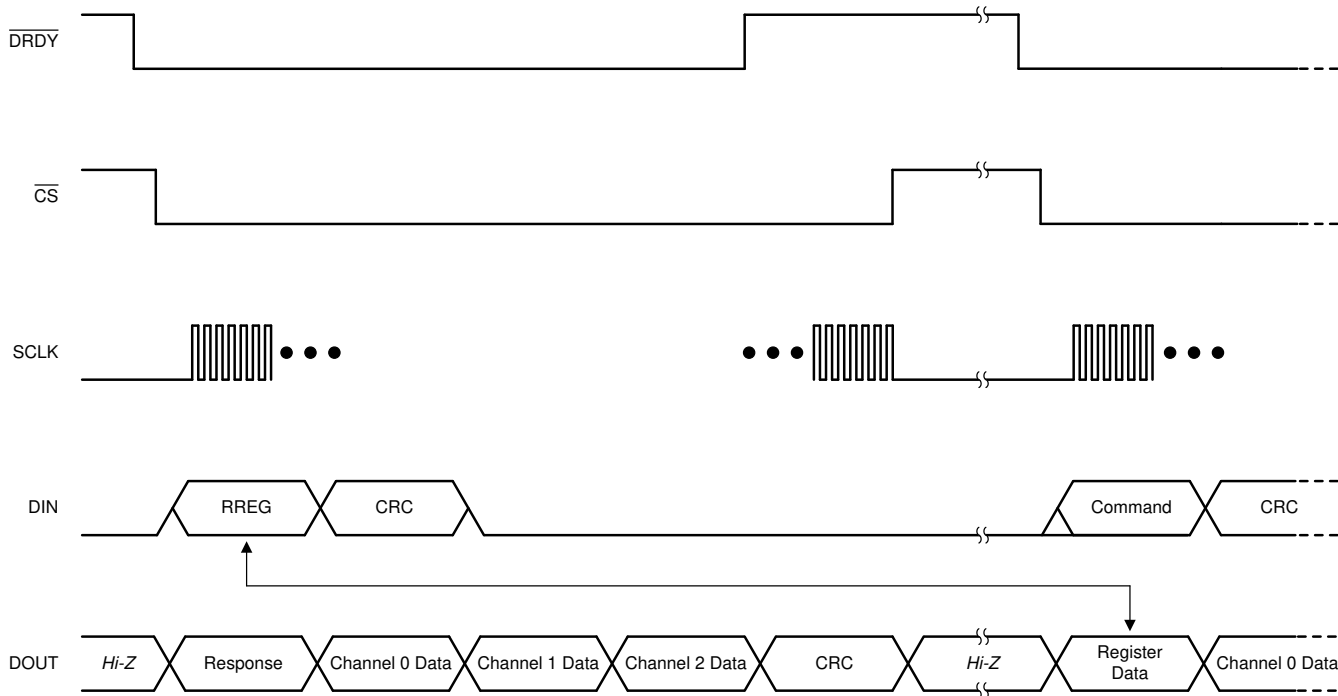 DRDY
CS
SCLK
DIN
RREG
CRC
Command
CRC
DOUT
Hi-Z
Response
Channel 0 Data
Channel 1 Data
Channel 2 Data
CRC
Hi-Z
Register
Data
Channel 0 Data